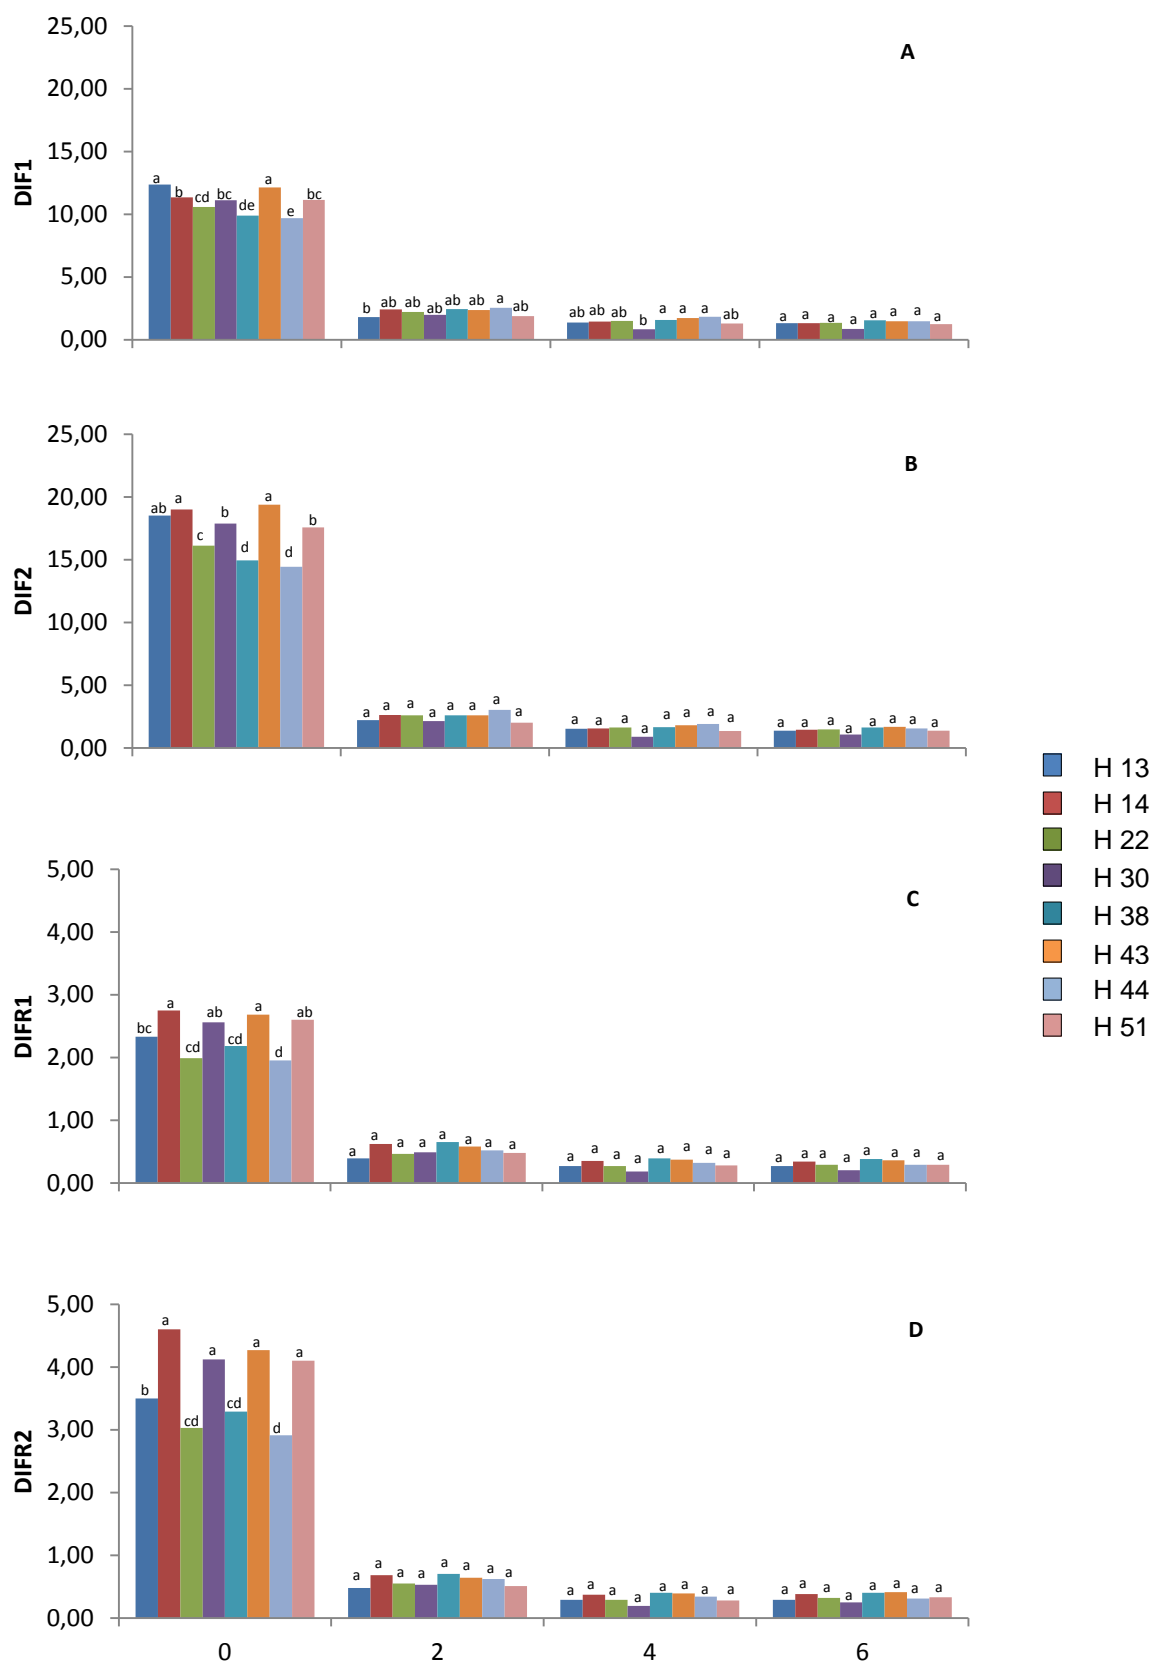 25,00
20,00
15,00
10,00
5,00
0,00
DIF1
A
a b cd bc de a e bc
b ab ab ab ab ab a ab
ab ab ab b a a a ab
a a a a a a a a
25,00
20,00
15,00
10,00
5,00
0,00
DIF2
B
ab a c b d a d b
a a a a a a a a
a a a a a a a a
a a a a a a a a
5,00
4,00
3,00
2,00
1,00
0,00
DIFR1
C
bc a cd ab cd a d ab
a a a a a a a a
a a a a a a a a
a a a a a a a a
5,00
4,00
3,00
2,00
1,00
0,00
DIFR2
D
b a cd a cd a d a
a a a a a a a a
a a a a a a a a
a a a a a a a a
0 2 4 6
H 13
H 14
H 22
H 30
H 38
H 43
H 44
H 51